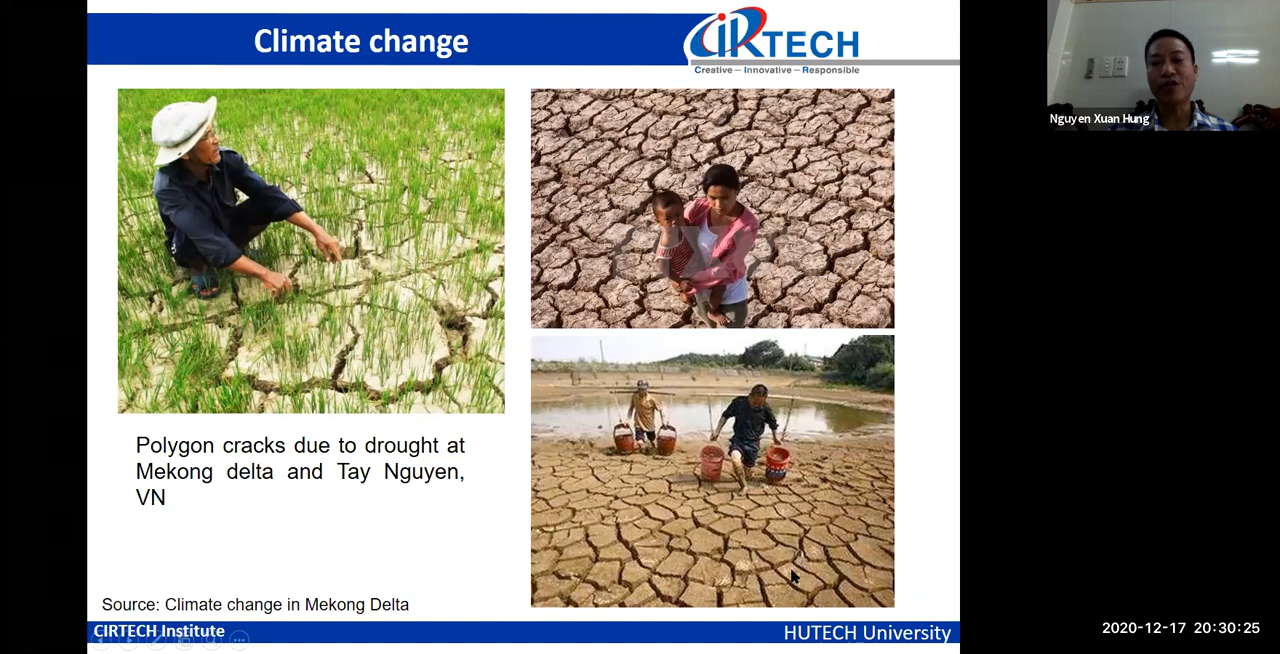 Climate change
CIRTECH
Creative – Innovative – Responsible
Nguyen Xuan Hung
Polygon cracks due to drought at
Mekong delta and Tay Nguyen,
VN
Source: Climate change in Mekong Delta
CIRTECH Institute
HUTECH University
2020-12-17 20:30:25